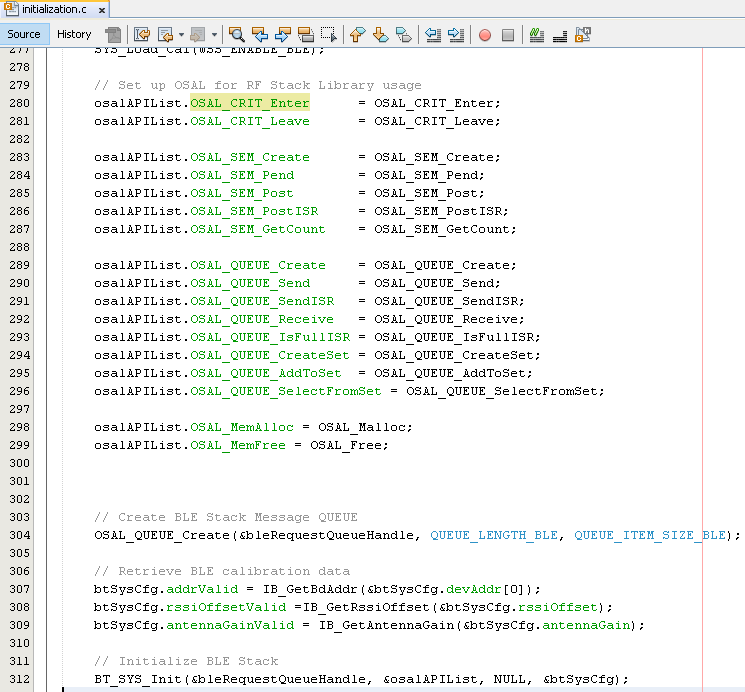 initialization.c x
Source History
277 SYS_Load_Cal(WSS_ENABLE_BLE);
278
279 // Set up OSAL for RF Stack Library usage
280 osalAPIList.OSAL_CRIT_Enter = OSAL_CRIT_Enter;
281 osalAPIList.OSAL_CRIT_Leave = OSAL_CRIT_Leave;
282
283 osalAPIList.OSAL_SEM_Create = OSAL_SEM_Create;
284 osalAPIList.OSAL_SEM_Pend = OSAL_SEM_Pend;
285 osalAPIList.OSAL_SEM_Post = OSAL_SEM_Post;
286 osalAPIList.OSAL_SEM_PostISR = OSAL_SEM_PostISR;
287 osalAPIList.OSAL_SEM_GetCount = OSAL_SEM_GetCount;
288
289 osalAPIList.OSAL_QUEUE_Create = OSAL_QUEUE_Create;
290 osalAPIList.OSAL_QUEUE_Send = OSAL_QUEUE_Send;
291 osalAPIList.OSAL_QUEUE_SendISR = OSAL_QUEUE_SendISR;
292 osalAPIList.OSAL_QUEUE_Receive = OSAL_QUEUE_Receive;
293 osalAPIList.OSAL_QUEUE_IsFullISR = OSAL_QUEUE_IsFullISR;
294 osalAPIList.OSAL_QUEUE_CreateSet = OSAL_QUEUE_CreateSet;
295 osalAPIList.OSAL_QUEUE_AddToSet = OSAL_QUEUE_AddToSet;
296 osalAPIList.OSAL_QUEUE_SelectFromSet = OSAL_QUEUE_SelectFromSet;
297
298 osalAPIList.OSAL_MemAlloc = OSAL_Malloc;
299 osalAPIList.OSAL_MemFree = OSAL_Free;
300
301
302
303 // Create BLE Stack Message QUEUE
304 OSAL_QUEUE_Create(&bleRequestQueueHandle, QUEUE_LENGTH_BLE, QUEUE_ITEM_SIZE_BLE);
305
306 // Retrieve BLE calibration data
307 btSysCfg.addrValid = IB_GetBdAddr(&btSysCfg.devAddr[0]);
308 btSysCfg.rssiOffsetValid =IB_GetRssiOffset(&btSysCfg.rssiOffset);
309 btSysCfg.antennaGainValid = IB_GetAntennaGain(&btSysCfg.antennaGain);
310
311 // Initialize BLE Stack
312 BT_SYS_Init(&bleRequestQueueHandle, &osalAPIList, NULL, &btSysCfg);